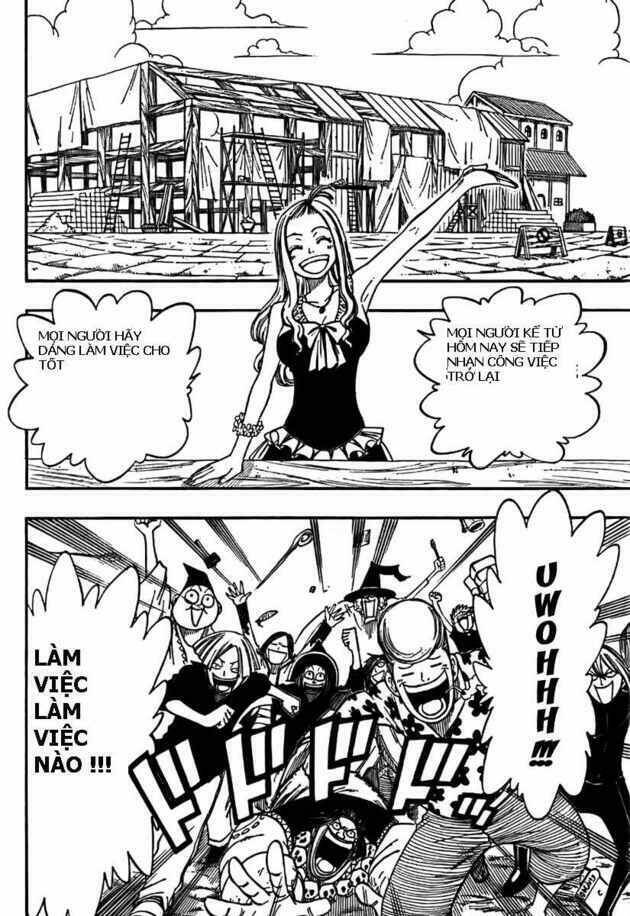 MỌI NGƯỜI KỂ TỪ
HÔM NAY SẼ TIẾP
NHẬN CÔNG VIỆC
TRỞ LẠI
MỌI NGƯỜI HÃY
DÁNG LÀM VIỆC CHO
TỐT
UWOHHH !!!
LÀM
VIỆC
LÀM
VIỆC
NÀO !!!
ドドドド